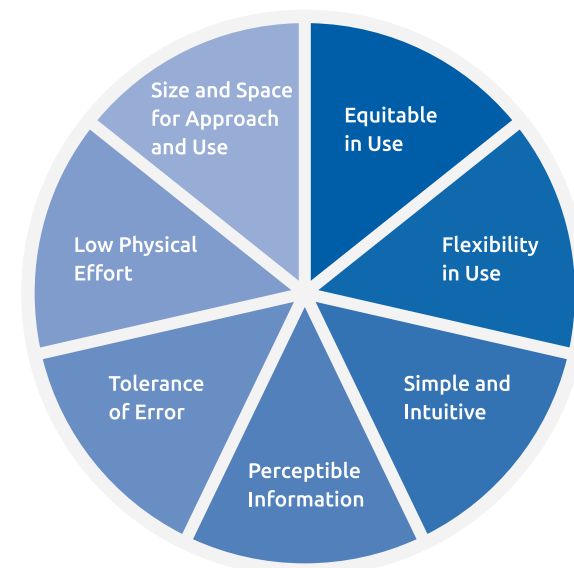 Equitable
in Use
Flexibility
in Use
Simple and
Intuitive
Perceptible
Information
Tolerance
of Error
Low Physical
Effort
Size and Space
for Approach
and Use